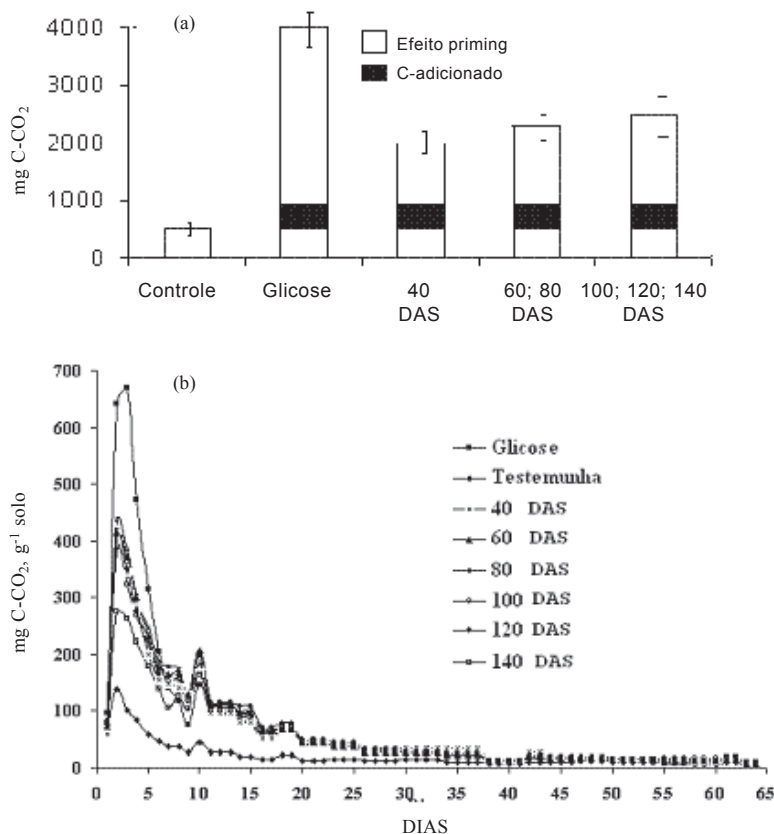 (a)
Efeito priming
C-adicionado
mg C-CO2
4000
3000
2000
1000
0
Controle
Glicose
40 DAS
60; 80 DAS
100; 120; 140 DAS
(b)
mg C-CO2, g-1 solo
700
600
500
400
300
200
100
0
Glicose
Testemunha
40 DAS
60 DAS
80 DAS
100 DAS
120 DAS
140 DAS
0 5 10 15 20 25 30 35 40 45 50 55 60 65
DIAS